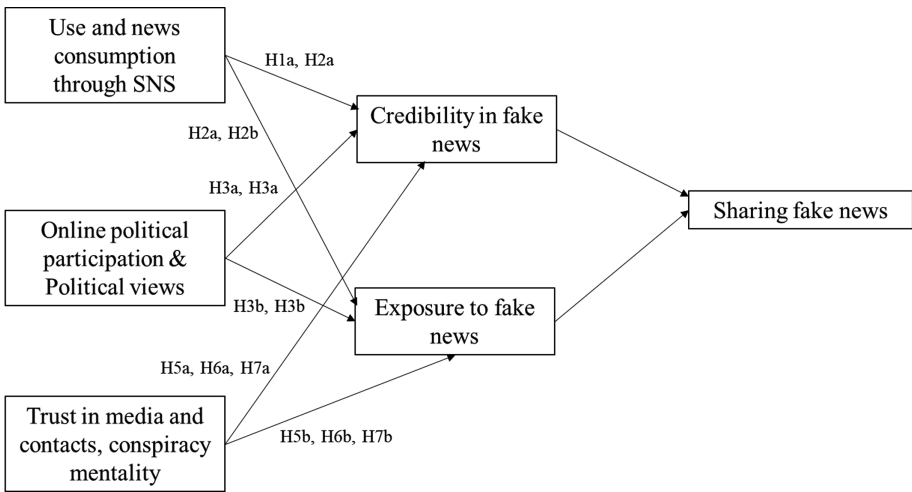 Use and news
consumption
through SNS
H1a, H2a
H2a, H2b
Credibility in fake
news
H3a, H3a
Sharing fake news
Online political
participation &
Political views
H3b, H3b
Exposure to fake
news
H5a, H6a, H7a
Trust in media and
contacts, conspiracy
mentality
H5b, H6b, H7b